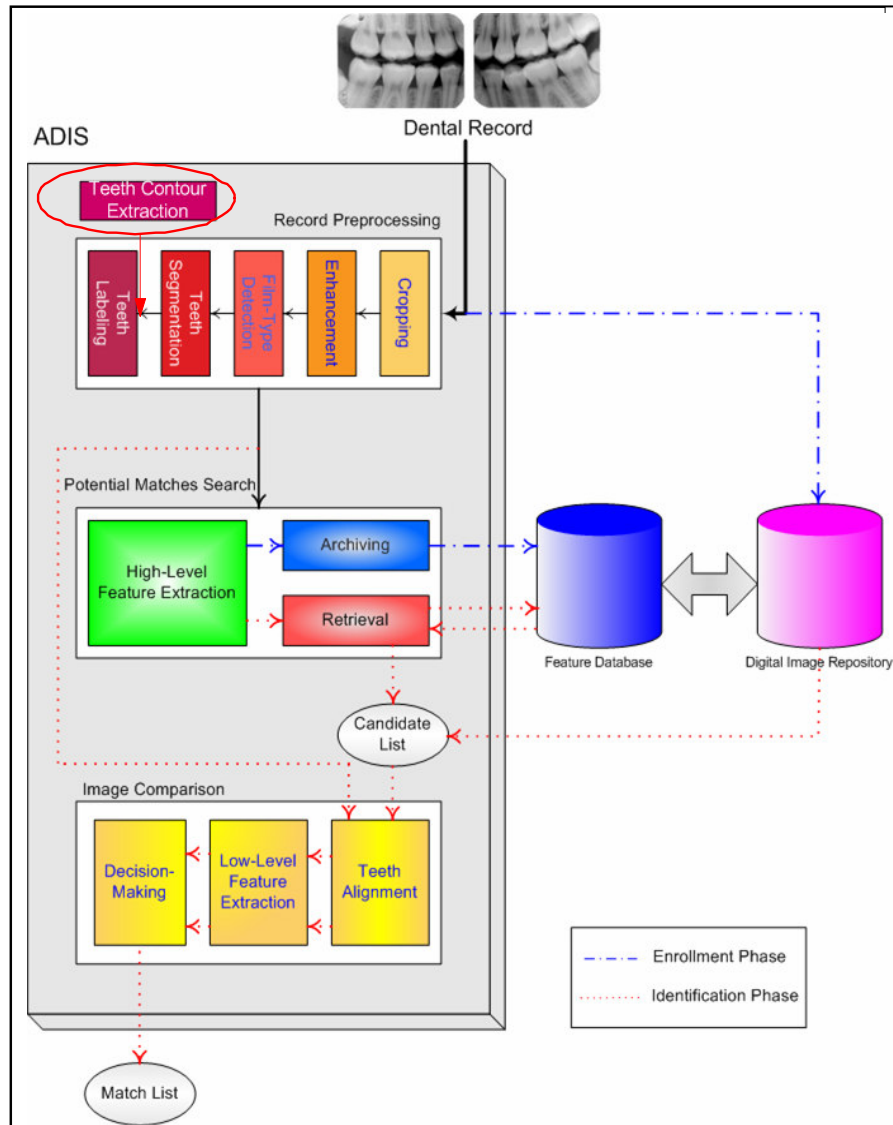 Dental Record
ADIS
Teeth Contour
Extraction
Record Preprocessing
Teeth
Labeling
Teeth
Segmentation
Film-Type
Detection
Enhancement
Cropping
Potential Matches Search
High-Level
Feature Extraction
Archiving
Retrieval
Feature Database
Digital Image Repository
Candidate
List
Image Comparison
Decision-
Making
Low-Level
Feature
Extraction
Teeth
Alignment
Enrollment Phase
Identification Phase
Match List